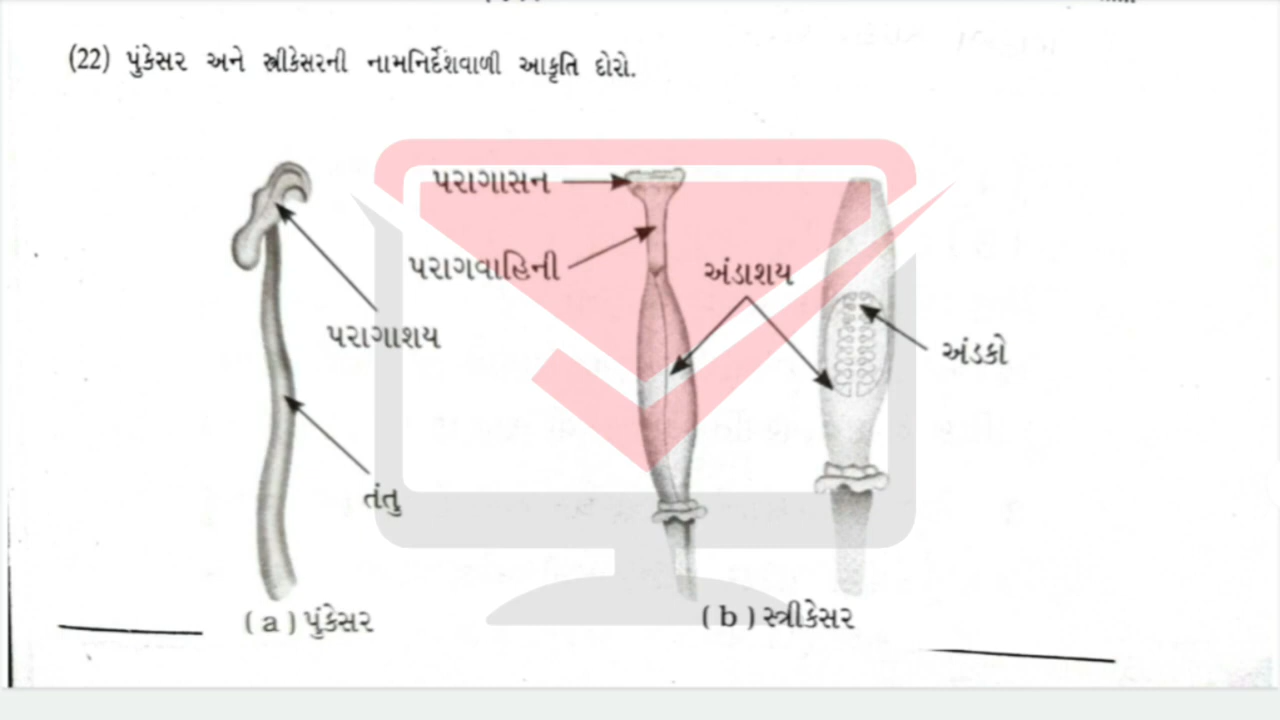 (22) પુંકેસર અને સ્ત્રીકેસરની નામનિર્દેશવાળી આકૃતિ દોરો.
પરાગાસન
પરાગવાહિની
અંડાશય
પરાગાશય
અંડકો
તંતુ
( a ) પુંકેસર
( b ) સ્ત્રીકેસર